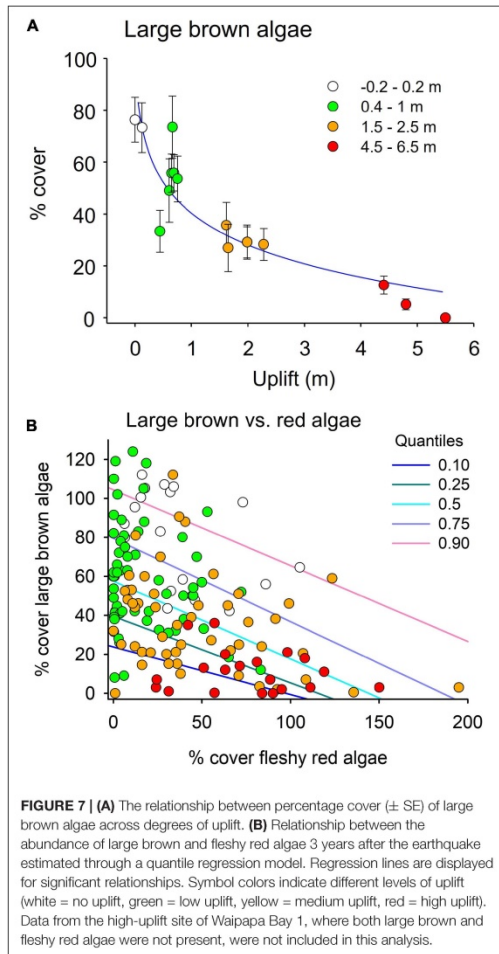 A
Large brown algae
-0.2 - 0.2 m
0.4 - 1 m
1.5 - 2.5 m
4.5 - 6.5 m
% cover
100
80
60
40
20
0
0 1 2 3 4 5 6
Uplift (m)
B
Large brown vs. red algae
Quantiles
0.10
0.25
0.5
0.75
0.90
% cover large brown algae
120
100
80
60
40
20
0
0 50 100 150 200
% cover fleshy red algae
FIGURE 7 | (A) The relationship between percentage cover (± SE) of large
brown algae across degrees of uplift. (B) Relationship between the
abundance of large brown and fleshy red algae 3 years after the earthquake
estimated through a quantile regression model. Regression lines are displayed
for significant relationships. Symbol colors indicate different levels of uplift
(white = no uplift, green = low uplift, yellow = medium uplift, red = high uplift).
Data from the high-uplift site of Waipapa Bay 1, where both large brown and
fleshy red algae were not present, were not included in this analysis.